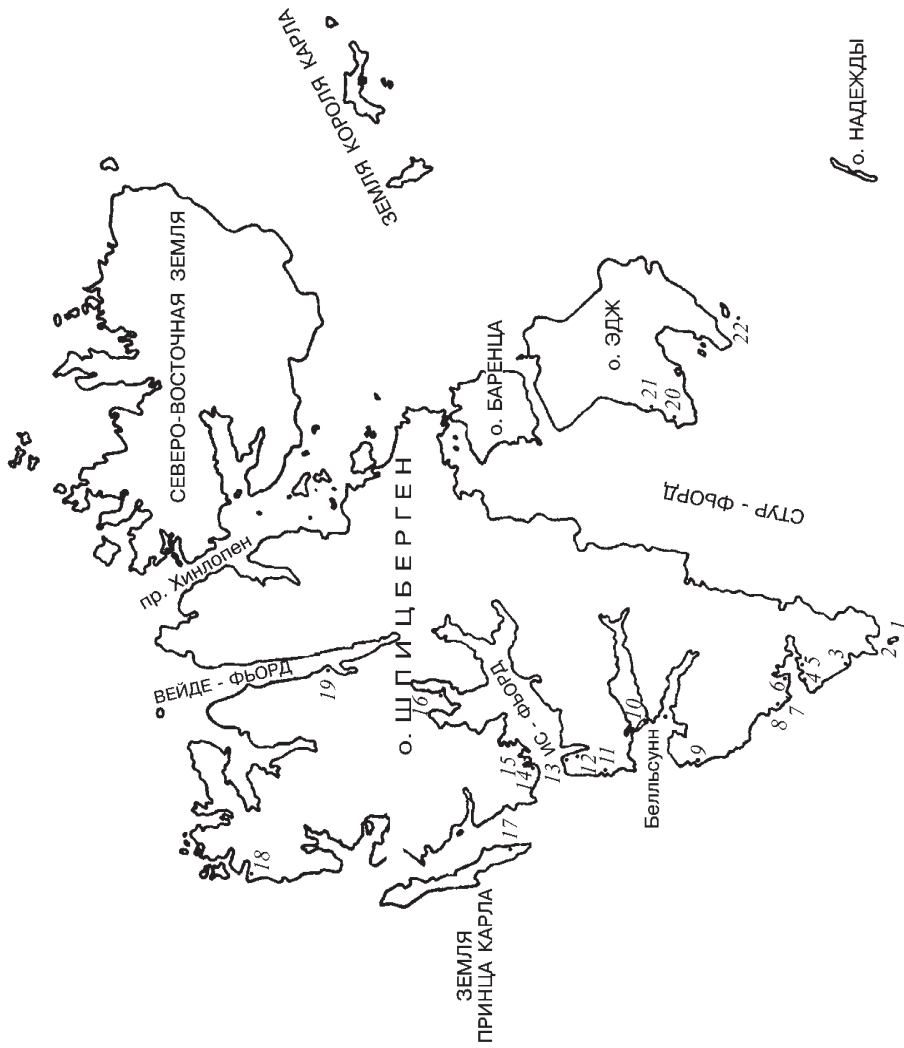 ЗЕМЛЯ КОРОЛЯ КАРЛА
СЕВЕРО-ВОСТОЧНАЯ ЗЕМЛЯ
о. НАДЕЖДЫ
пр. Хинлопен
о. БАРЕНЦА
о. ЭДЖ
ВЕЙДЕ - ФЬОРД
о. ШПИЦБЕРГЕН
СТУР - ФЬОРД
ИС - ФЬОРД
Белльсунн
ЗЕМЛЯ
ПРИНЦА КАРЛА
1
2
3
4
5
6
7
8
9
10
11
12
13
14
15
16
17
18
19
20
21
22